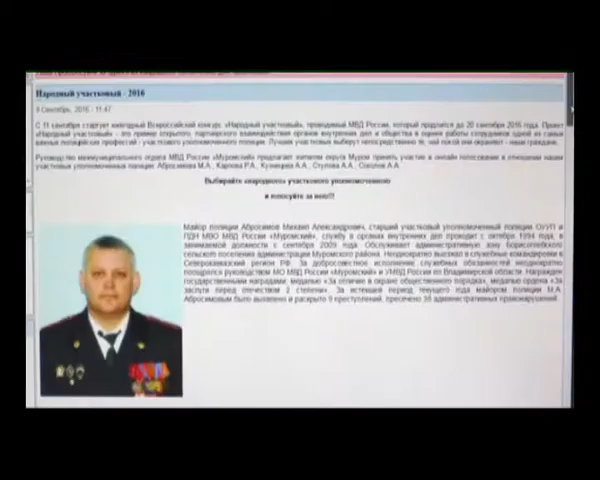 Народный участковый - 2016
9 Сентябрь, 2016 - 11:47
С 11 сентября стартует ежегодный Всероссийский конкурс «Народный участковый», проводимый МВД России, который продлится до 20 сентября 2016 года. Проект
«Народный участковый» - это пример открытого, партнерского взаимодействия органов внутренних дел и общества в оценке работы сотрудников одной из самых
важных полицейских профессий - участкового уполномоченного полиции. Лучших участковых выберут непосредственно те, чей покой они охраняют - наши граждане.
Руководство межмуниципального отдела МВД России «Муромский» предлагает жителям округа Муром принять участие в онлайн голосовании в отношении наших
участковых уполномоченных полиции: Абросимова М.А., Карпова Р.А., Кузнецова А.А., Стулова А.А., Соколов А.А.
Выбирайте «народного» участкового уполномоченного
и голосуйте за него!!!
Майор полиции Абросимов Михаил Александрович, старший участковый уполномоченный полиции ОУУП и
ПДН МВО МВД России «Муромский», службу в органах внутренних дел проходит с октября 1994 года, в
занимаемой должности с сентября 2009 года. Обслуживает административную зону Борисоглебского
сельского поселения администрации Муромского района. Неоднократно выезжал в служебные командировки в
Северокавказский регион РФ. За добросовестное исполнение служебных обязанностей неоднократно
поощрялся руководством МО МВД России «Муромский» и УМВД России по Владимирской области. Награжден
государственными наградами: медалью «За отличие в охране общественного порядка», медалью ордена «За
заслуги перед отечеством 2 степени». За истекший период текущего года майором полиции М.А.
Абросимовым было выявлено и раскрыто 9 преступлений, пресечено 38 административных правонарушений.